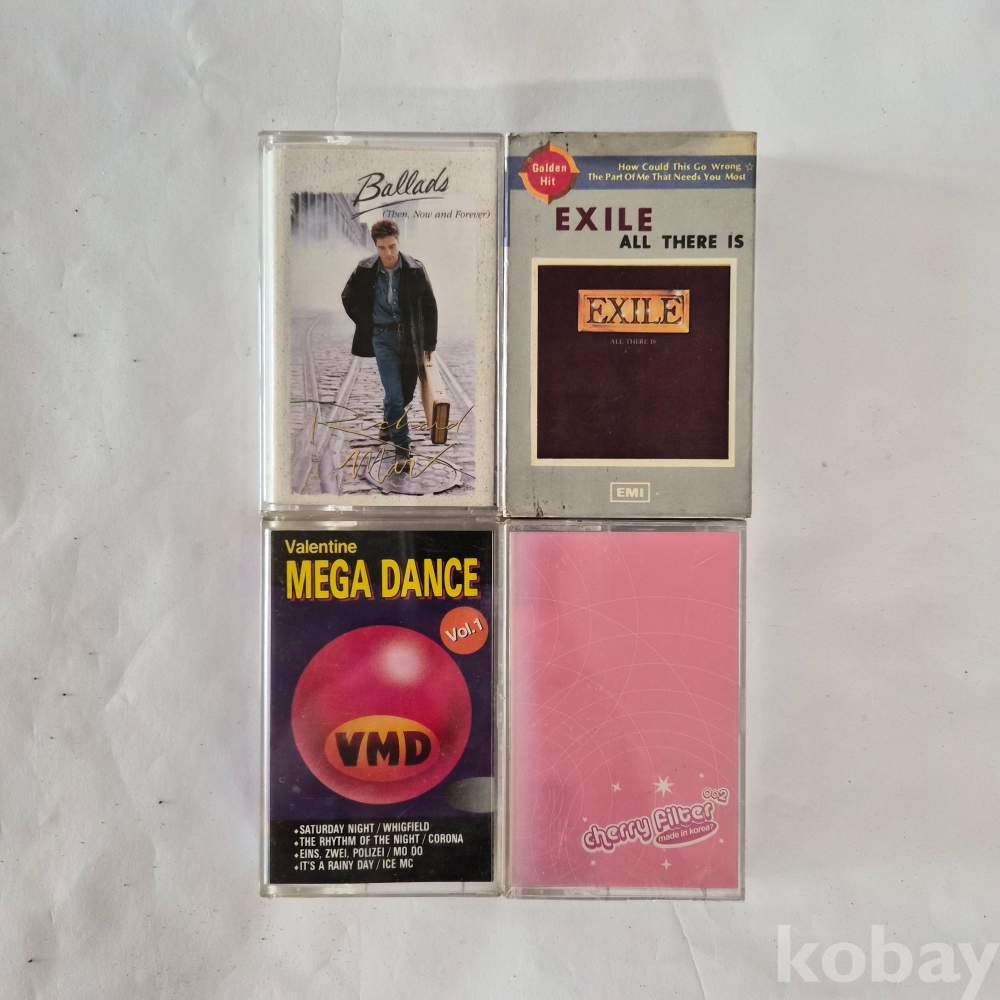 Ballads
(Then, Now and Forever)
Richard
Marx
Golden
Hit
How Could This Go Wrong ☆
The Part Of Me That Needs You Most
EXILE
ALL THERE IS
EXILE
ALL THERE IS
EMI
Valentine
MEGA DANCE
Vol.1
VMD
◆SATURDAY NIGHT / WHIGFIELD
◆THE RHYTHM OF THE NIGHT / CORONA
◆EINS, ZWEI, POLIZEI / MO DO
◆IT'S A RAINY DAY / ICE MC
002
cherry filter
made in korea?
kobay